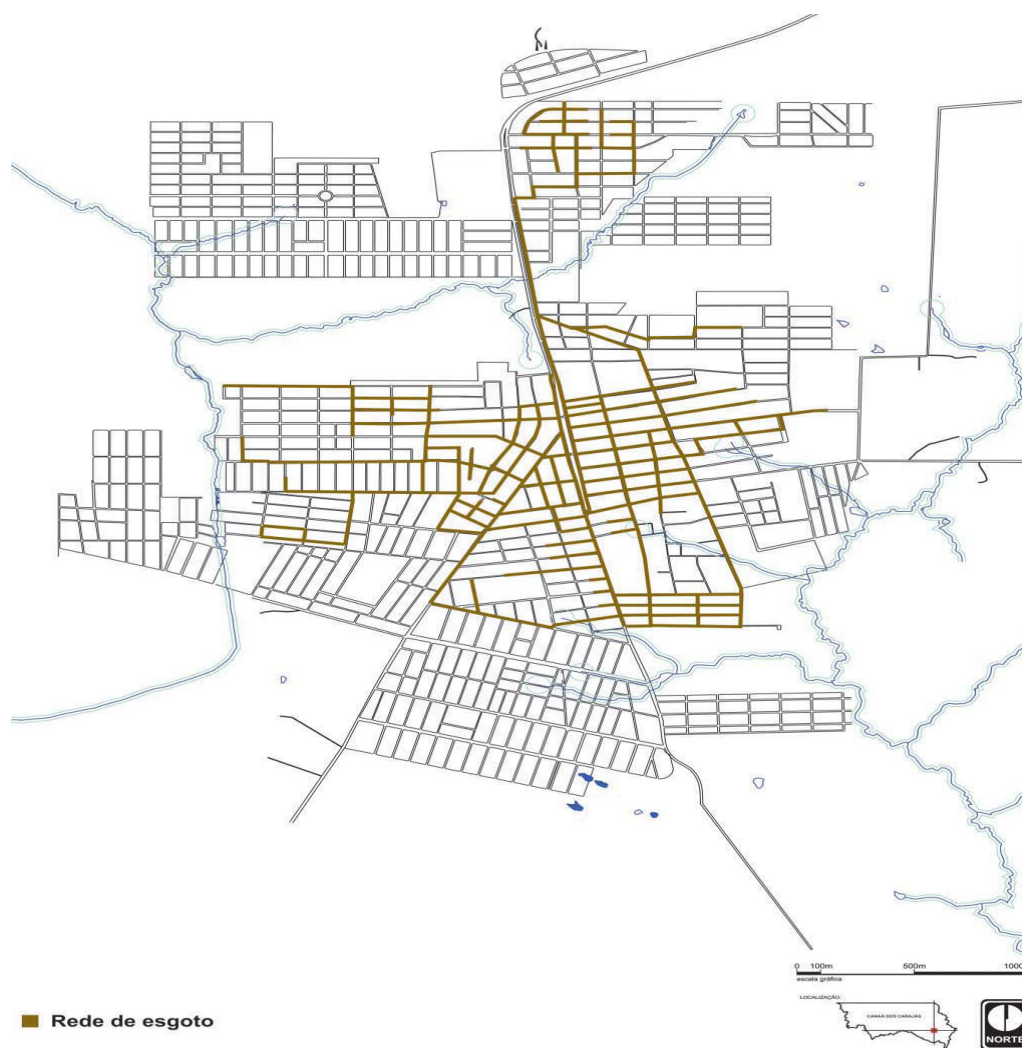 0 100m 500m 1000
escala gráfica
LOCALIZAÇÃO:
CANAÃ DOS CARAJÁS
NORTE
Rede de esgoto